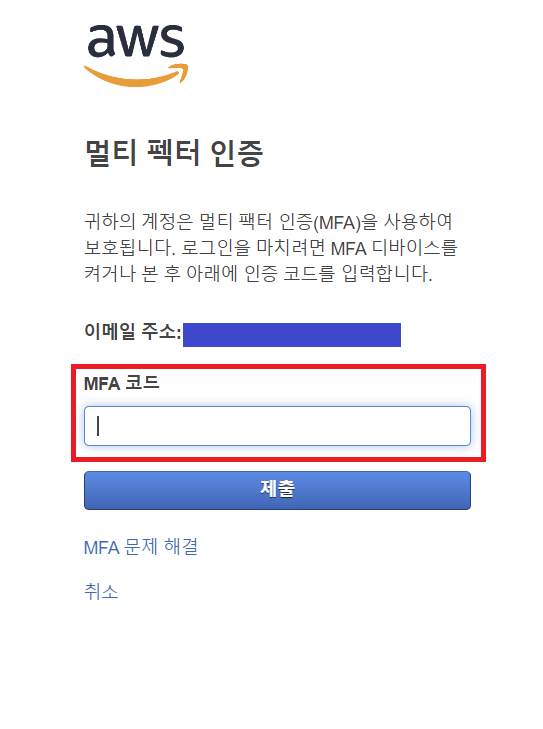 aws
멀티 펙터 인증
귀하의 계정은 멀티 팩터 인증(MFA)을 사용하여
보호됩니다. 로그인을 마치려면 MFA 디바이스를
켜거나 본 후 아래에 인증 코드를 입력합니다.
이메일 주소:
MFA 코드
제출
MFA 문제 해결
취소